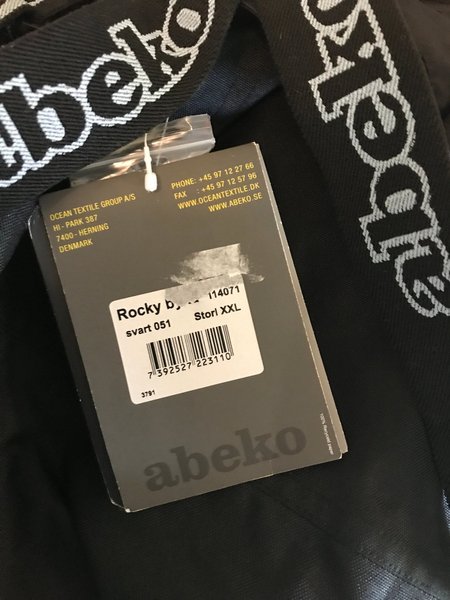 abeko
abeko
OCEAN TEXTILE GROUP A/S
HI - PARK 387
7400 - HERNING
DENMARK
PHONE: +45 97 12 27 66
FAX : +45 97 12 57 96
WWW.OCEANTEXTILE.DK
WWW.ABEKO.SE
Rocky 114071
svart 051 Storl XXL
7 392527 223110
3791
abeko